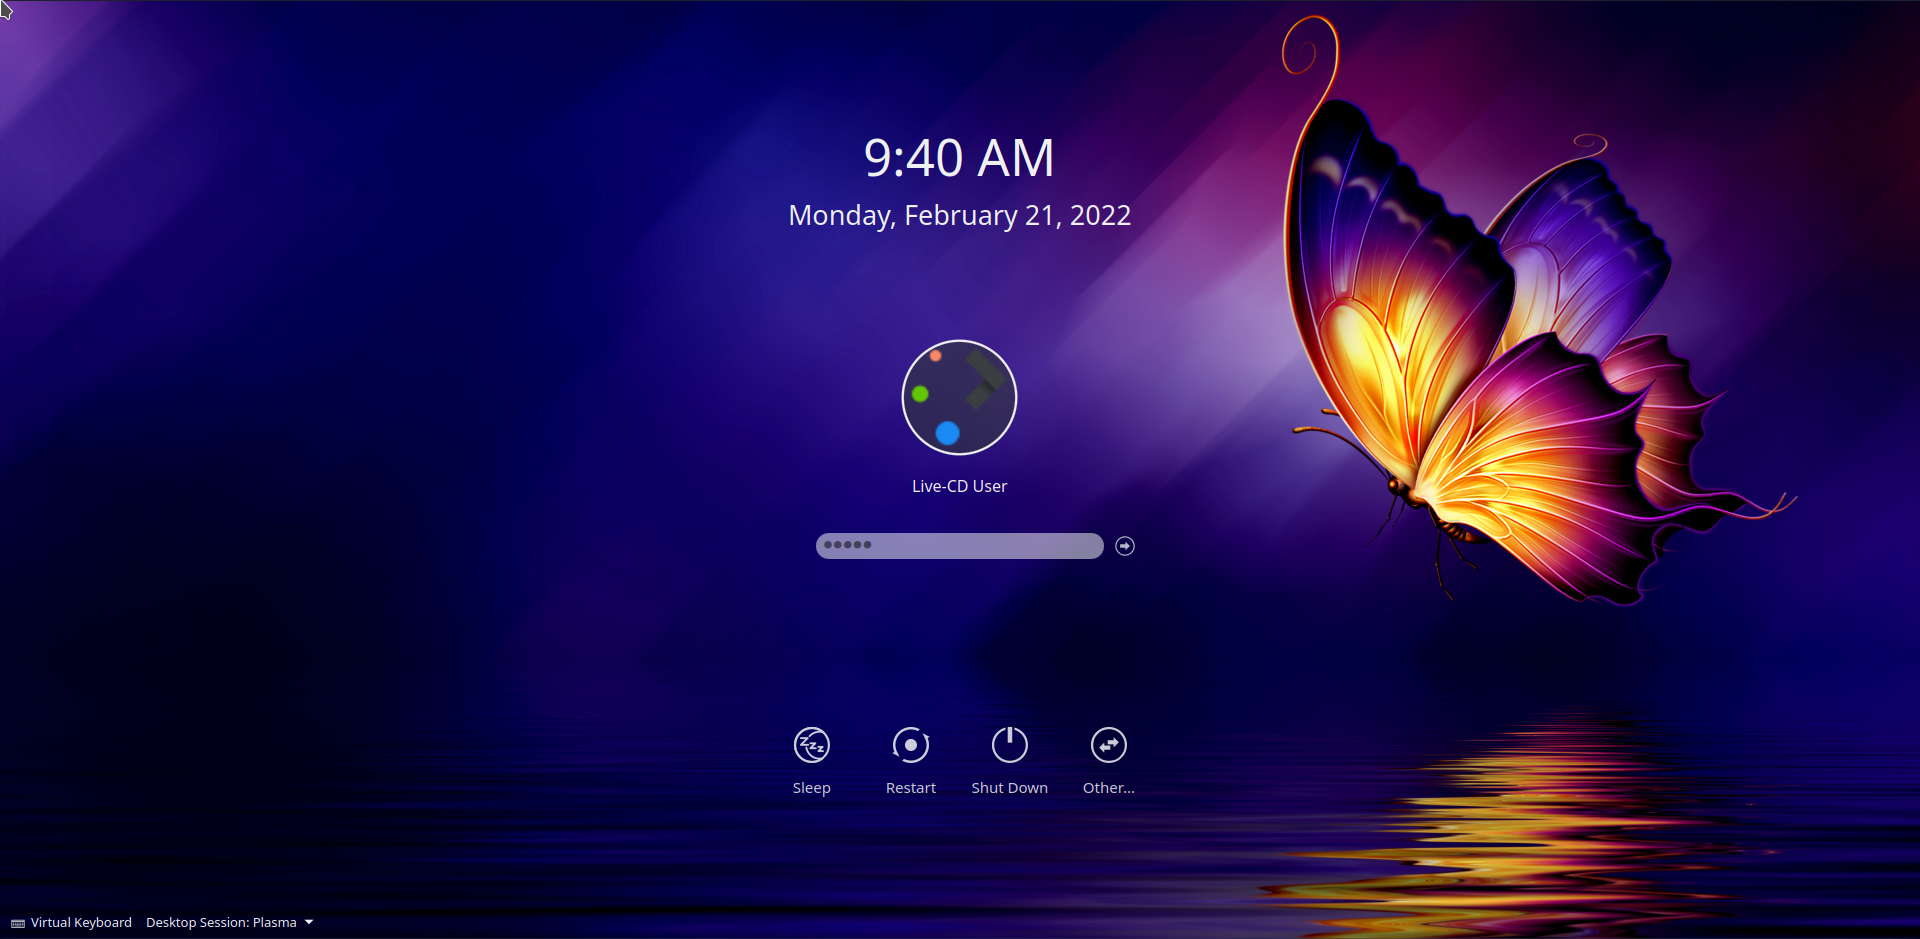 9:40 AM
Monday, February 21, 2022
Live-CD User
Sleep Restart Shut Down Other...
Virtual Keyboard Desktop Session: Plasma